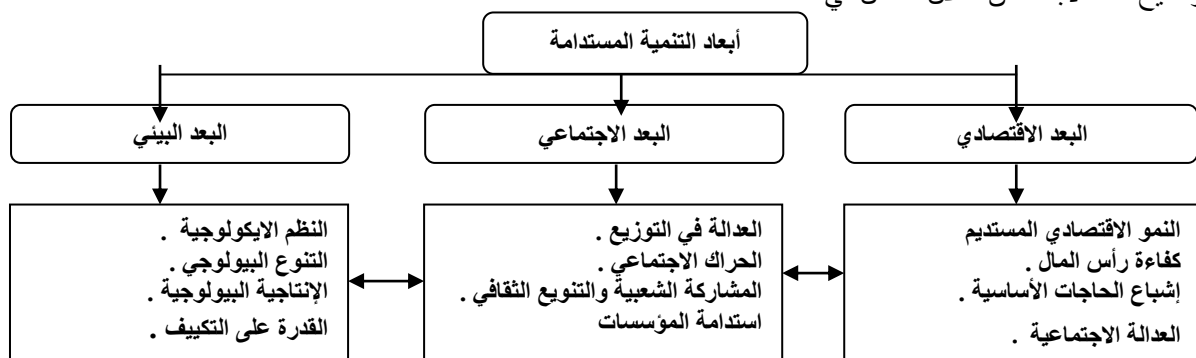 أبعاد التنمية المستدامة
البعد الاقتصادي
البعد الاجتماعي
البعد البيئي
النمو الاقتصادي المستديم
كفاءة رأس المال .
إشباع الحاجات الأساسية .
العدالة الاجتماعية .
العدالة في التوزيع .
الحراك الاجتماعي .
المشاركة الشعبية والتنويع الثقافي .
استدامة المؤسسات
النظم الايكولوجية .
التنوع البيولوجي .
الإنتاجية البيولوجية .
القدرة على التكييف .